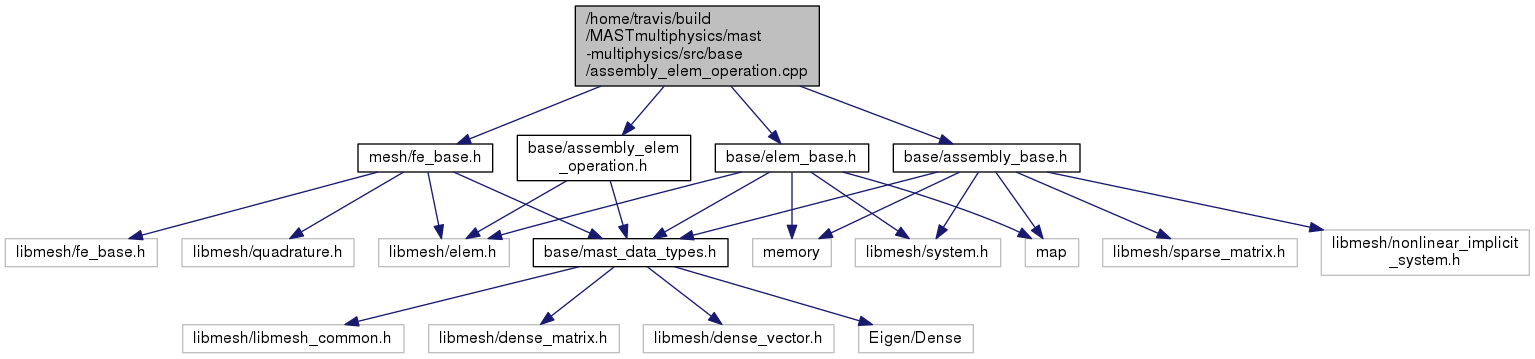 /home/travis/build
/MASTmultiphysics/mast
-multiphysics/src/base
/assembly_elem_operation.cpp
mesh/fe_base.h
base/assembly_elem
_operation.h
base/elem_base.h
base/assembly_base.h
libmesh/fe_base.h
libmesh/quadrature.h
libmesh/elem.h
base/mast_data_types.h
memory
libmesh/system.h
map
libmesh/sparse_matrix.h
libmesh/nonlinear_implicit
_system.h
libmesh/libmesh_common.h
libmesh/dense_matrix.h
libmesh/dense_vector.h
Eigen/Dense